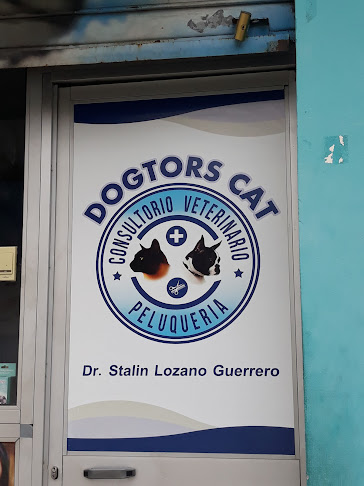 DOGTORS CAT
CONSULTORIO VETERINARIO
PELUQUERIA
Dr. Stalin Lozano Guerrero